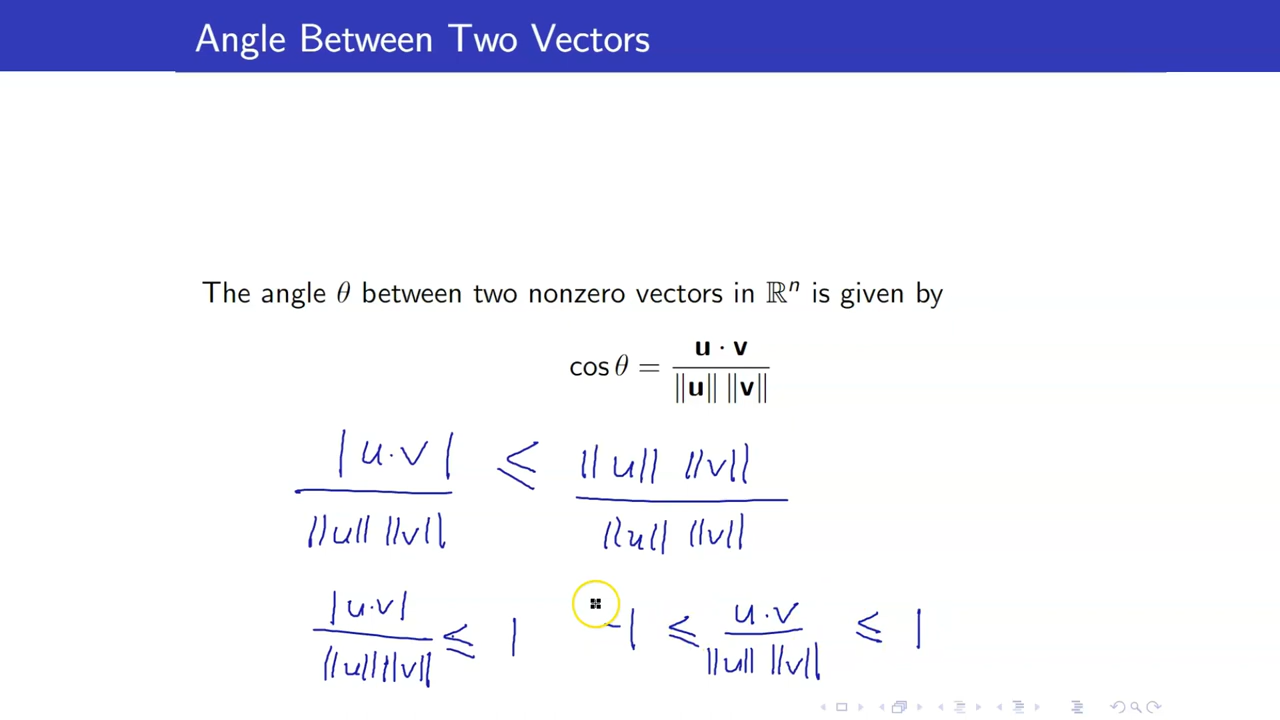 Angle Between Two Vectors
The angle θ between two nonzero vectors in ℝⁿ is given by
cos θ = u · v / ‖u‖ ‖v‖
|u·v| / ‖u‖ ‖v‖ ≤ ‖u‖ ‖v‖ / ‖u‖ ‖v‖
|u·v| / ‖u‖‖v‖ ≤ 1 -1 ≤ u·v / ‖u‖ ‖v‖ ≤ 1